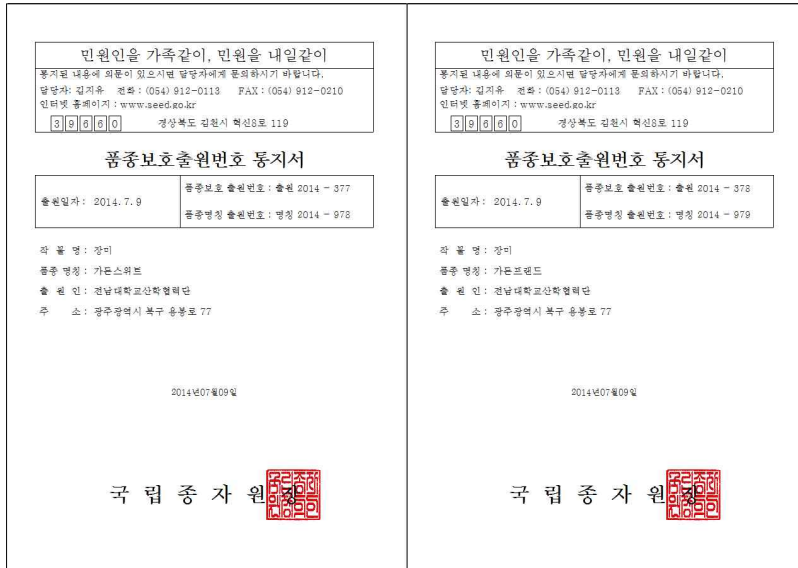 민원인을 가족같이, 민원을 내일같이
통지된 내용에 의문이 있으시면 담당자에게 문의하시기 바랍니다.
담당자: 김지유 전화 : (054) 912-0113 FAX : (054) 912-0210
인터넷 홈페이지 : www.seed.go.kr
39660 경상북도 김천시 혁신8로 119
품종보호출원번호 통지서
출원일자 : 2014.7.9
품종보호 출원번호 : 출원 2014 - 377
품종명칭 출원번호 : 명칭 2014 - 978
작 물 명 : 장미
품종 명칭 : 가든스위트
출 원 인 : 전남대학교산학협력단
주 소 : 광주광역시 북구 용봉로 77
2014년07월09일
국 립 종 자 원 장
민원인을 가족같이, 민원을 내일같이
통지된 내용에 의문이 있으시면 담당자에게 문의하시기 바랍니다.
담당자: 김지유 전화 : (054) 912-0113 FAX : (054) 912-0210
인터넷 홈페이지 : www.seed.go.kr
39660 경상북도 김천시 혁신8로 119
품종보호출원번호 통지서
출원일자 : 2014.7.9
품종보호 출원번호 : 출원 2014 - 378
품종명칭 출원번호 : 명칭 2014 - 979
작 물 명 : 장미
품종 명칭 : 가든프랜드
출 원 인 : 전남대학교산학협력단
주 소 : 광주광역시 북구 용봉로 77
2014년07월09일
국 립 종 자 원 장